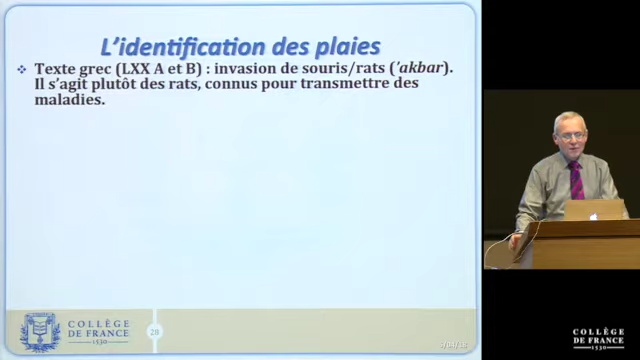 L'identification des plaies
Texte grec (LXX A et B) : invasion de souris/rats ('akbar).
Il s'agit plutôt des rats, connus pour transmettre des
maladies.
COLLÈGE
DE FRANCE
1530
28
COLLÈGE
DE FRANCE
1530